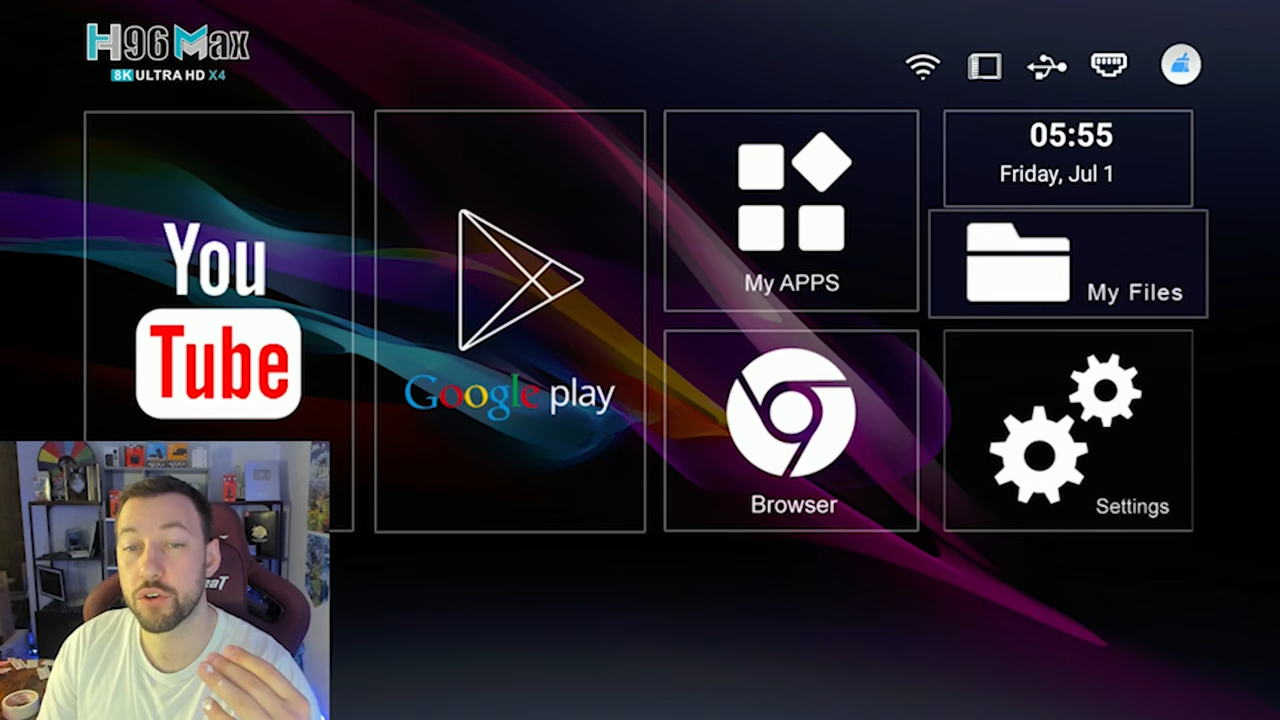 H96 Max
8K ULTRA HD X4
05:55
Friday, Jul 1
You
Tube
Google play
My APPS
My Files
Browser
Settings